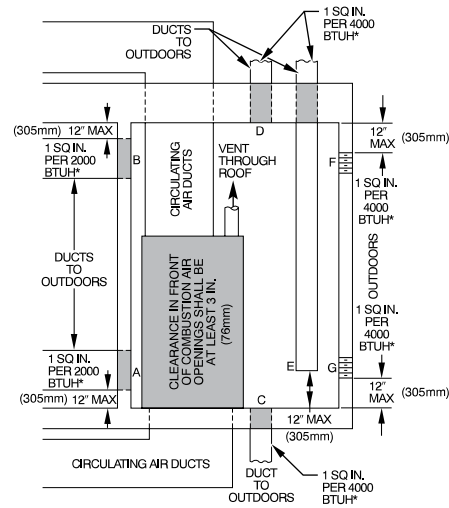 DUCTS
TO
OUTDOORS
1 SQ IN.
PER 4000
BTUH*
(305mm)
12" MAX
1 SQ IN.
PER 2000
BTUH*
B
D
CIRCULATING
AIR DUCTS
VENT
THROUGH
ROOF
F
12"
MAX
(305mm)
1 SQ IN.
PER
4000
BTUH*
DUCTS
TO
OUTDOORS
OUTDOORS
CLEARANCE IN FRONT
OF COMBUSTION AIR
OPENINGS SHALL BE
AT LEAST 3 IN.
(76mm)
1 SQ IN.
PER
4000
BTUH*
1 SQ IN.
PER 2000
BTUH*
A
E
G
12" MAX
(305mm)
C
12"
MAX
(305mm)
12" MAX
(305mm)
CIRCULATING AIR DUCTS
DUCT
TO
OUTDOORS
1 SQ IN.
PER 4000
BTUH*